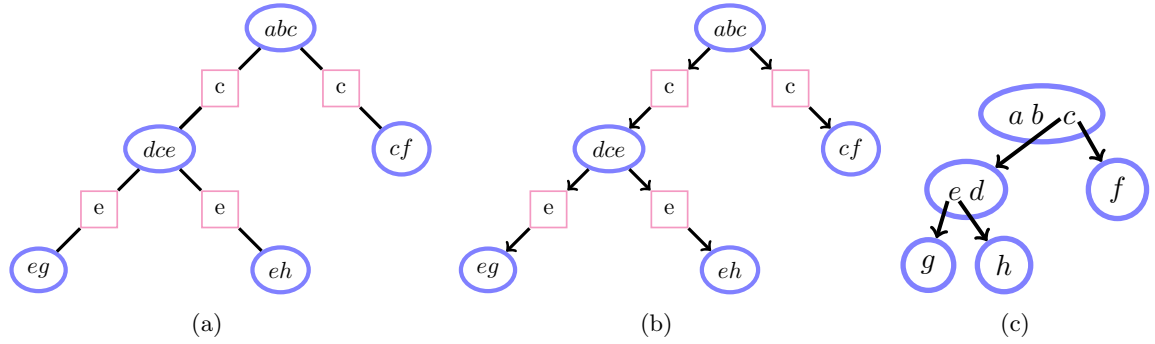 abc abc
c c c c
a b c
dce cf dce cf
e d f
e e e e
g h
eg eh eg eh
(a) (b) (c)